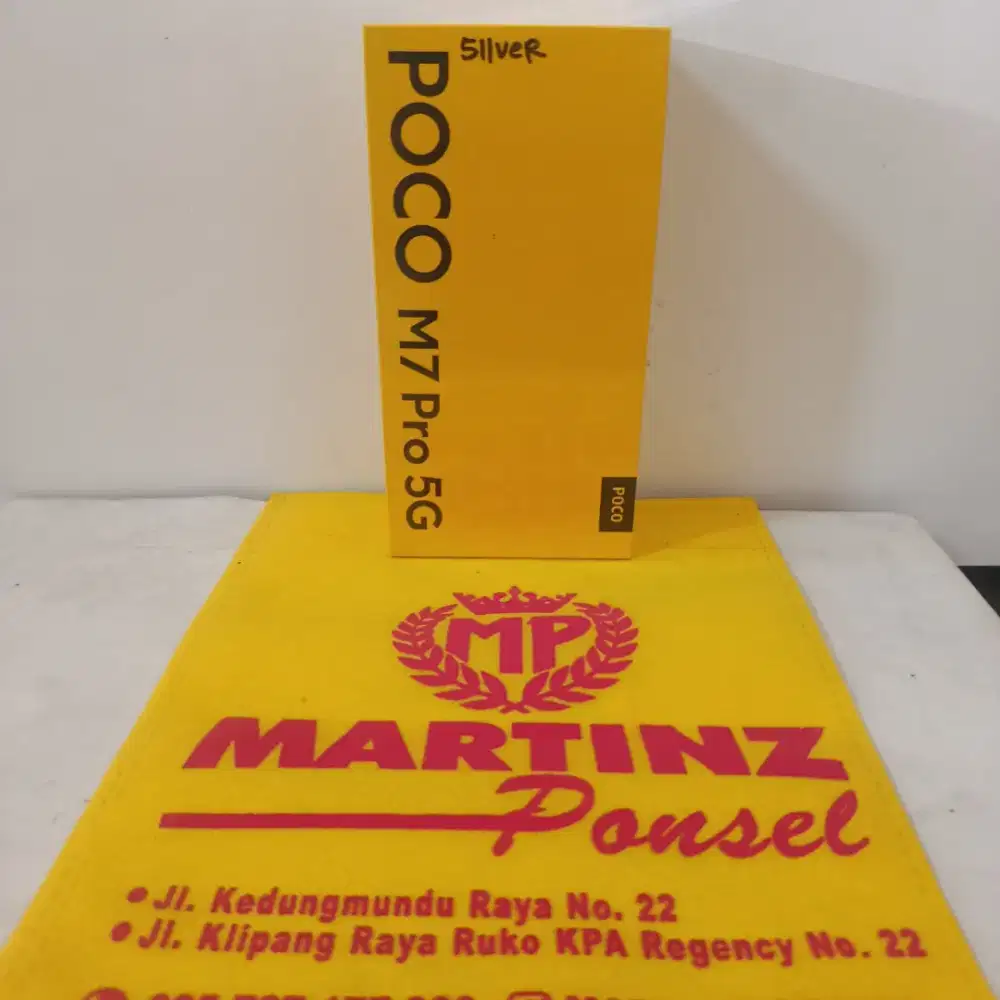 SIlveR
POCO M7 Pro 5G
POCO
MP
MARTINZ
Ponsel
Jl. Kedungmundu Raya No. 22
Jl. Klipang Raya Ruko KPA Regency No. 22